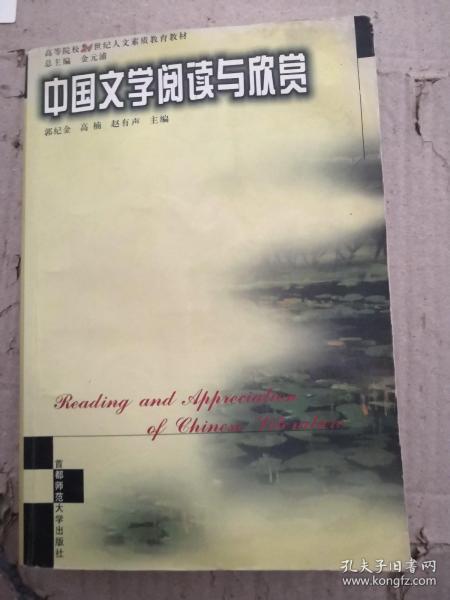 高等院校21世纪人文素质教育教材
总主编 金元浦
中国文学阅读与欣赏
郭纪金 高楠 赵有声 主编
Reading and Appreciation
of Chinese Literature
首都师范大学出版社
孔夫子旧书网
www.kongfz.com